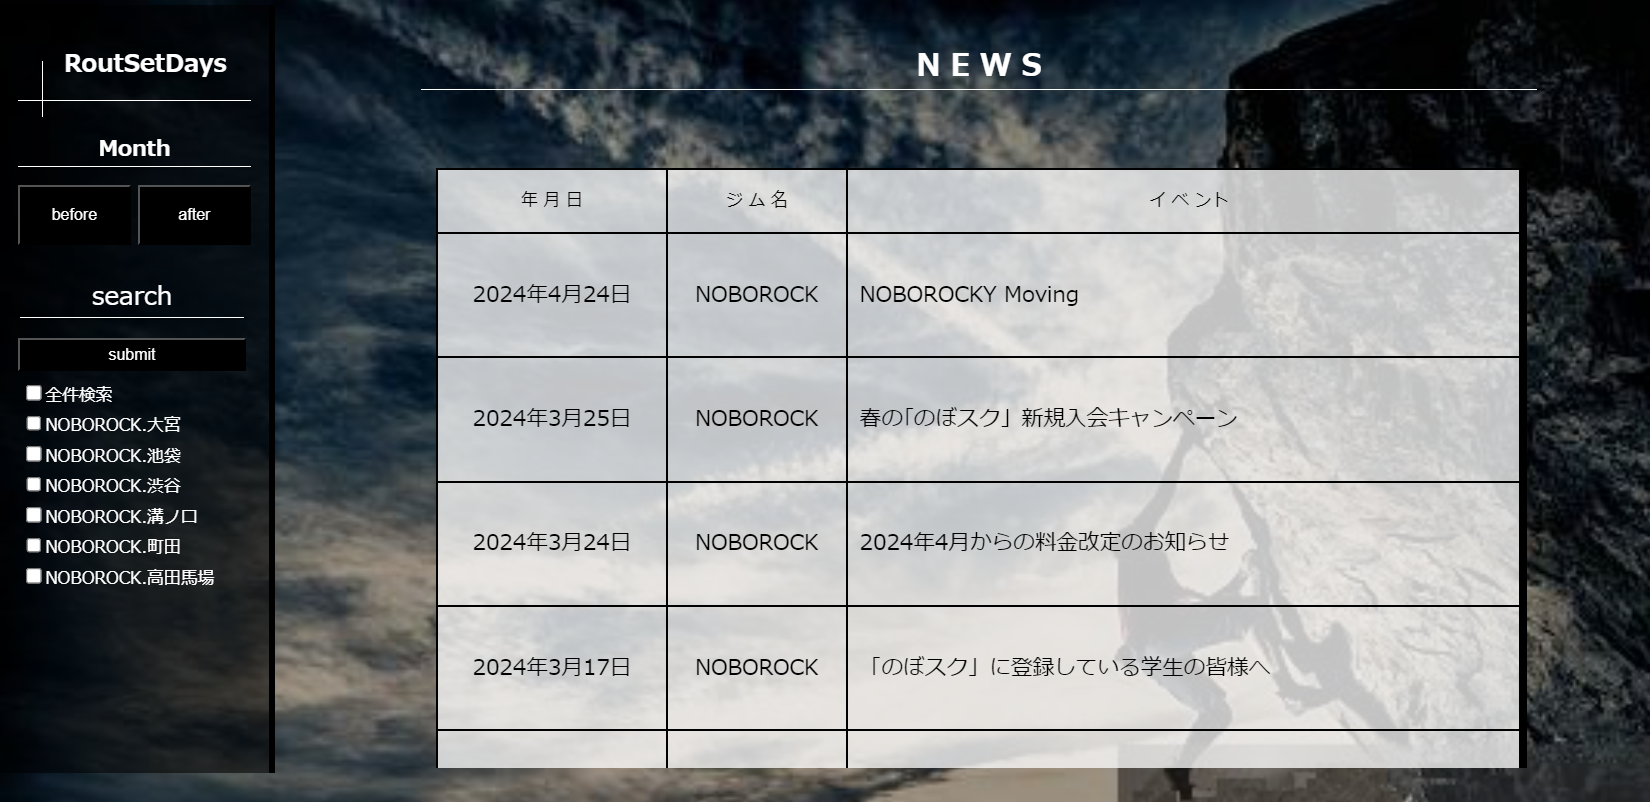 RoutSetDays
Month
before
after
search
submit
全件検索
NOBOROCK.大宮
NOBOROCK.池袋
NOBOROCK.渋谷
NOBOROCK.溝ノ口
NOBOROCK.町田
NOBOROCK.高田馬場
NEWS
年月日 ジム名 イベント
2024年4月24日 NOBOROCK NOBOROCKY Moving
2024年3月25日 NOBOROCK 春の｢のぼスク」新規入会キャンペーン
2024年3月24日 NOBOROCK 2024年4月からの料金改定のお知らせ
2024年3月17日 NOBOROCK 「のぼスク」に登録している学生の皆様へ